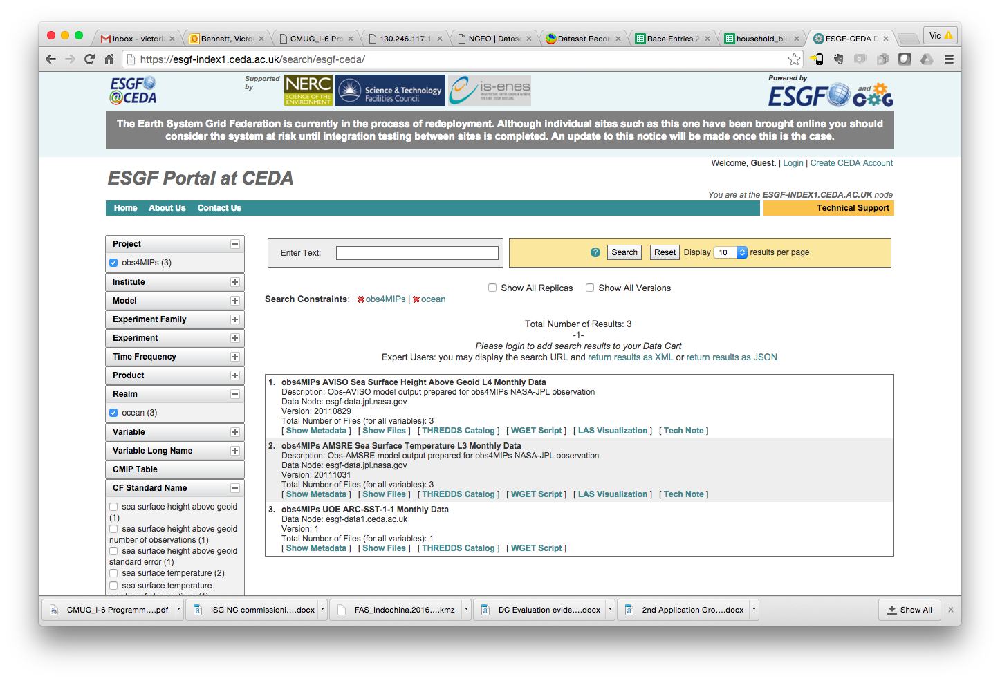 Inbox - victori
Bennett, Victo
CMUG_I-6 Pro
130.246.117.1
NCEO | Datase
Dataset Recor
Race Entries 2
household_bill
ESGF-CEDA D
Vic
https://esgf-index1.ceda.ac.uk/search/esgf-ceda/
ESGF
@CEDA
Supported
by
NERC
SCIENCE OF THE
ENVIRONMENT
Science & Technology
Facilities Council
is-enes
INFRASTRUCTURE FOR THE EUROPEAN NETWORK
FOR EARTH SYSTEM MODELLING
Powered by
ESGF and COG
The Earth System Grid Federation is currently in the process of redeployment. Although individual sites such as this one have been brought online you should
consider the system at risk until integration testing between sites is completed. An update to this notice will be made once this is the case.
Welcome, Guest. | Login | Create CEDA Account
ESGF Portal at CEDA
You are at the ESGF-INDEX1.CEDA.AC.UK node
Home About Us Contact Us
Technical Support
Project
obs4MIPs (3)
Institute
Model
Experiment Family
Experiment
Time Frequency
Product
Realm
ocean (3)
Variable
Variable Long Name
CMIP Table
CF Standard Name
sea surface height above geoid
(1)
sea surface height above geoid
number of observations (1)
sea surface height above geoid
standard error (1)
sea surface temperature (2)
sea surface temperature
number of observations (1)
Enter Text:
? Search Reset Display 10 results per page
Show All Replicas Show All Versions
Search Constraints: obs4MIPs | ocean
Total Number of Results: 3
-1-
Please login to add search results to your Data Cart
Expert Users: you may display the search URL and return results as XML or return results as JSON
1. obs4MIPs AVISO Sea Surface Height Above Geoid L4 Monthly Data
Description: Obs-AVISO model output prepared for obs4MIPs NASA-JPL observation
Data Node: esgf-data.jpl.nasa.gov
Version: 20110829
Total Number of Files (for all variables): 3
[ Show Metadata ] [ Show Files ] [ THREDDS Catalog ] [ WGET Script ] [ LAS Visualization ] [ Tech Note ]
2. obs4MIPs AMSRE Sea Surface Temperature L3 Monthly Data
Description: Obs-AMSRE model output prepared for obs4MIPs NASA-JPL observation
Data Node: esgf-data.jpl.nasa.gov
Version: 20111031
Total Number of Files (for all variables): 3
[ Show Metadata ] [ Show Files ] [ THREDDS Catalog ] [ WGET Script ] [ LAS Visualization ] [ Tech Note ]
3. obs4MIPs UOE ARC-SST-1-1 Monthly Data
Data Node: esgf-data1.ceda.ac.uk
Version: 1
Total Number of Files (for all variables): 1
[ Show Metadata ] [ Show Files ] [ THREDDS Catalog ] [ WGET Script ]
CMUG_I-6 Programm....pdf
ISG NC commissioni....docx
FAS_Indochina.2016....kmz
DC Evaluation evide....docx
2nd Application Gro....docx
Show All